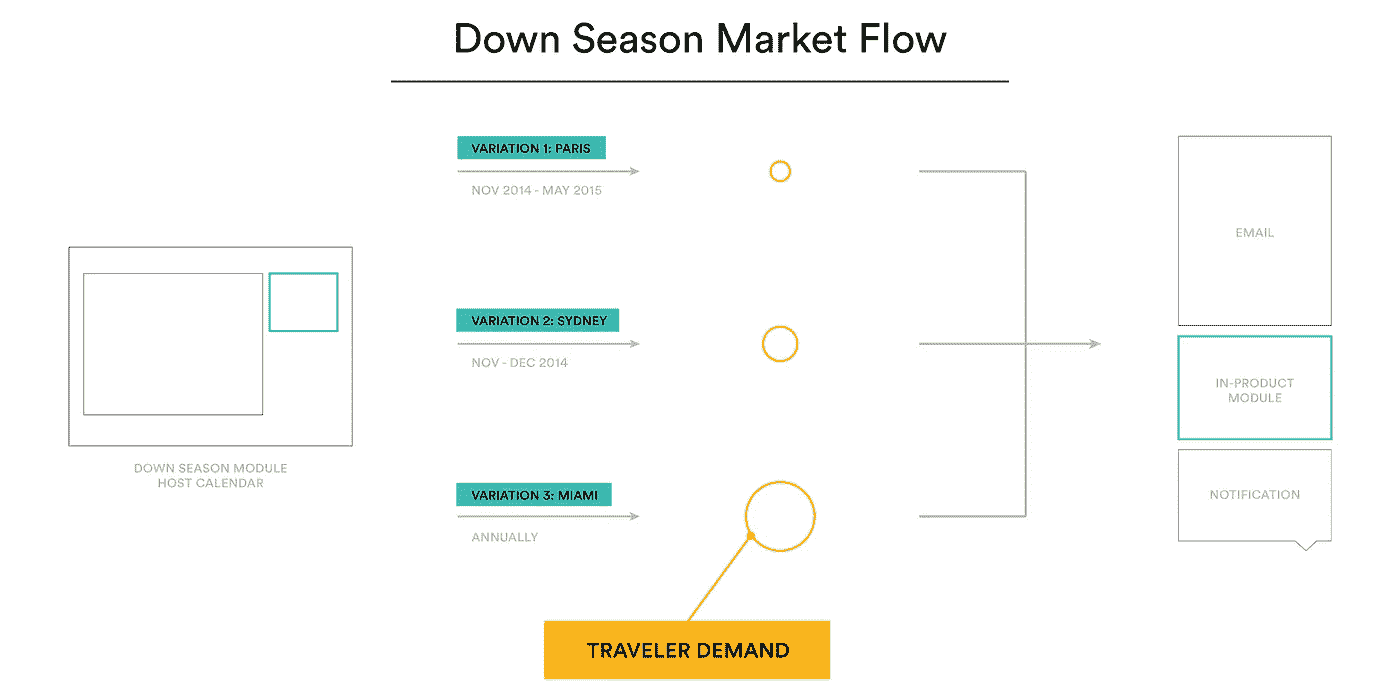 Down Season Market Flow
VARIATION 1: PARIS
NOV 2014 - MAY 2015
EMAIL
VARIATION 2: SYDNEY
NOV - DEC 2014
IN-PRODUCT
MODULE
DOWN SEASON MODULE
HOST CALENDAR
VARIATION 3: MIAMI
ANNUALLY
NOTIFICATION
TRAVELER DEMAND